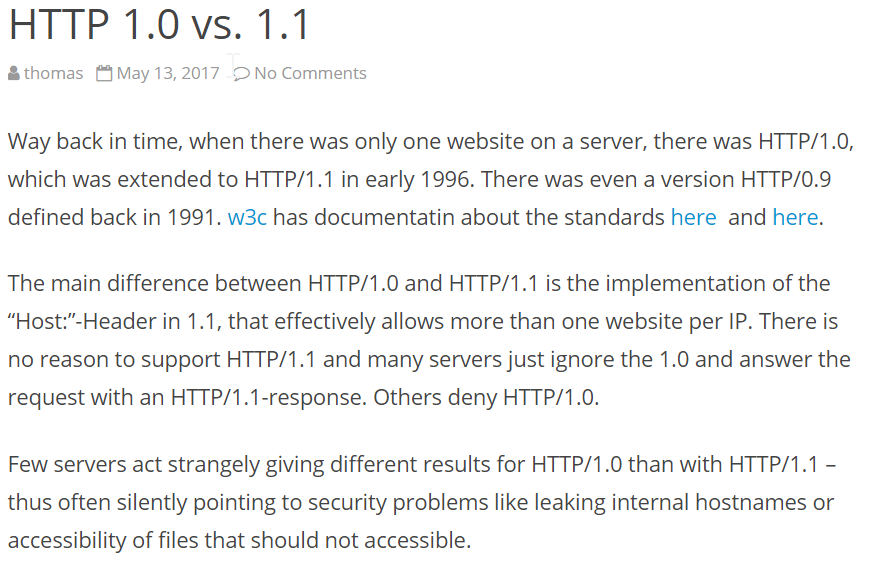 HTTP 1.0 vs. 1.1
thomas May 13, 2017 No Comments
Way back in time, when there was only one website on a server, there was HTTP/1.0,
which was extended to HTTP/1.1 in early 1996. There was even a version HTTP/0.9
defined back in 1991. w3c has documentatin about the standards here and here.
The main difference between HTTP/1.0 and HTTP/1.1 is the implementation of the
“Host:”-Header in 1.1, that effectively allows more than one website per IP. There is
no reason to support HTTP/1.1 and many servers just ignore the 1.0 and answer the
request with an HTTP/1.1-response. Others deny HTTP/1.0.
Few servers act strangely giving different results for HTTP/1.0 than with HTTP/1.1 –
thus often silently pointing to security problems like leaking internal hostnames or
accessibility of files that should not accessible.